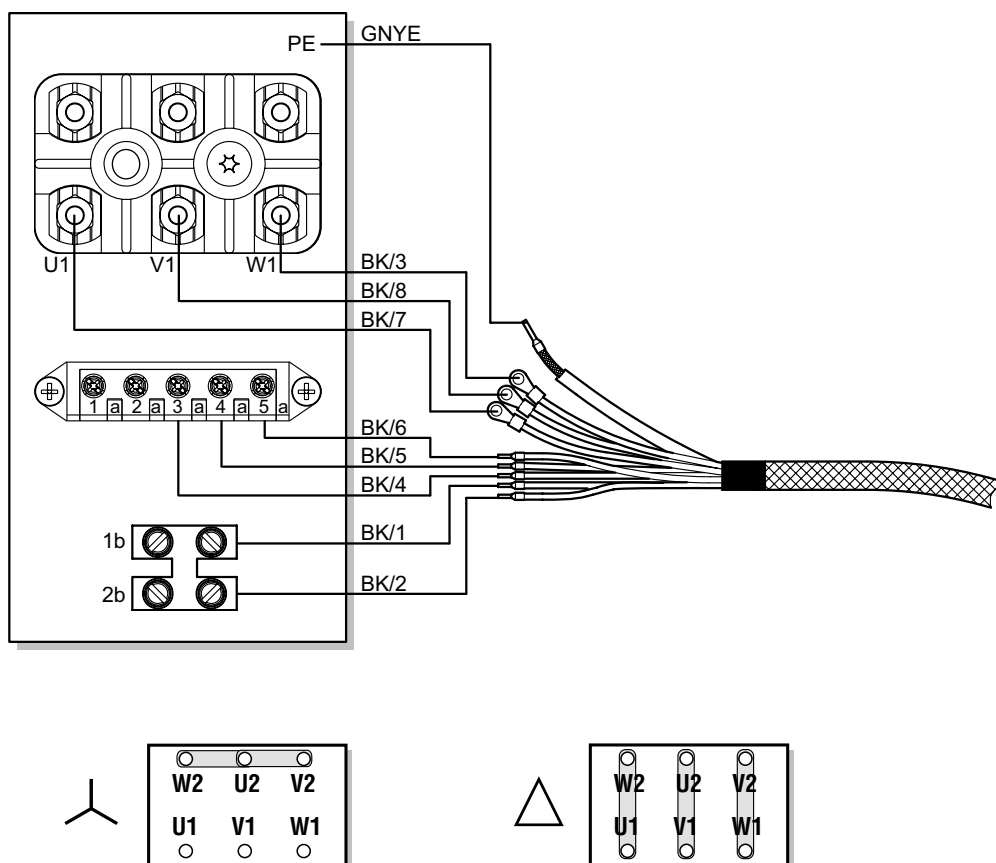 PE GNYE
U1 V1 W1
BK/3
BK/8
BK/7
1 a 2 a 3 a 4 a 5 a
BK/6
BK/5
BK/4
1b BK/1
2b BK/2
W2 U2 V2
U1 V1 W1
W2 U2 V2
U1 V1 W1